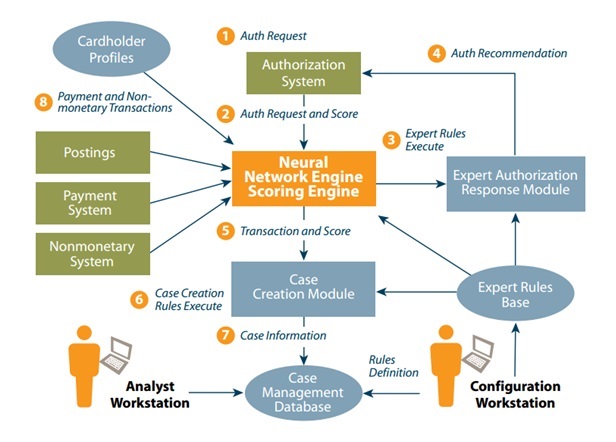 Cardholder
Profiles
1 Auth Request
Authorization
System
4 Auth Recommendation
8 Payment and Non-
monetary Transactions
2 Auth Request and Score
3 Expert Rules
Execute
Postings
Payment
System
Nonmonetary
System
Neural
Network Engine
Scoring Engine
Expert Authorization
Response Module
5 Transaction and Score
6 Case Creation
Rules Execute
Case
Creation Module
Expert Rules
Base
7 Case Information
Analyst
Workstation
Case
Management
Database
Rules
Definition
Configuration
Workstation